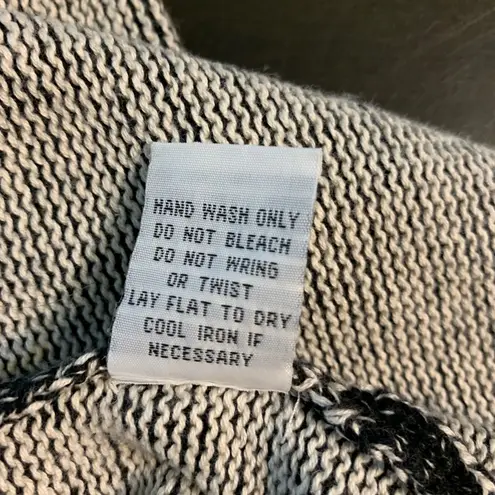 HAND WASH ONLY
DO NOT BLEACH
DO NOT WRING
OR TWIST
LAY FLAT TO DRY
COOL IRON IF
NECESSARY